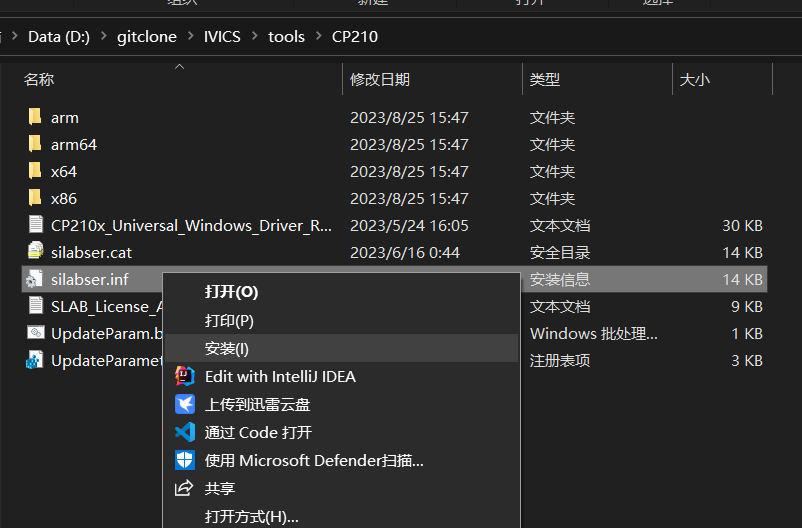 Data (D:) > gitclone > IVICS > tools > CP210
名称 修改日期 类型 大小
arm 2023/8/25 15:47 文件夹
arm64 2023/8/25 15:47 文件夹
x64 2023/8/25 15:47 文件夹
x86 2023/8/25 15:47 文件夹
CP210x_Universal_Windows_Driver_R... 2023/5/24 16:05 文本文档 30 KB
silabser.cat 2023/6/16 0:44 安全目录 14 KB
silabser.inf 安装信息 14 KB
SLAB_License_A 文本文档 9 KB
UpdateParam.b Windows 批处理... 1 KB
UpdateParamet 注册表项 3 KB
打开(O)
打印(P)
安装(I)
Edit with IntelliJ IDEA
上传到迅雷云盘
通过 Code 打开
使用 Microsoft Defender扫描...
共享
打开方式(H)...